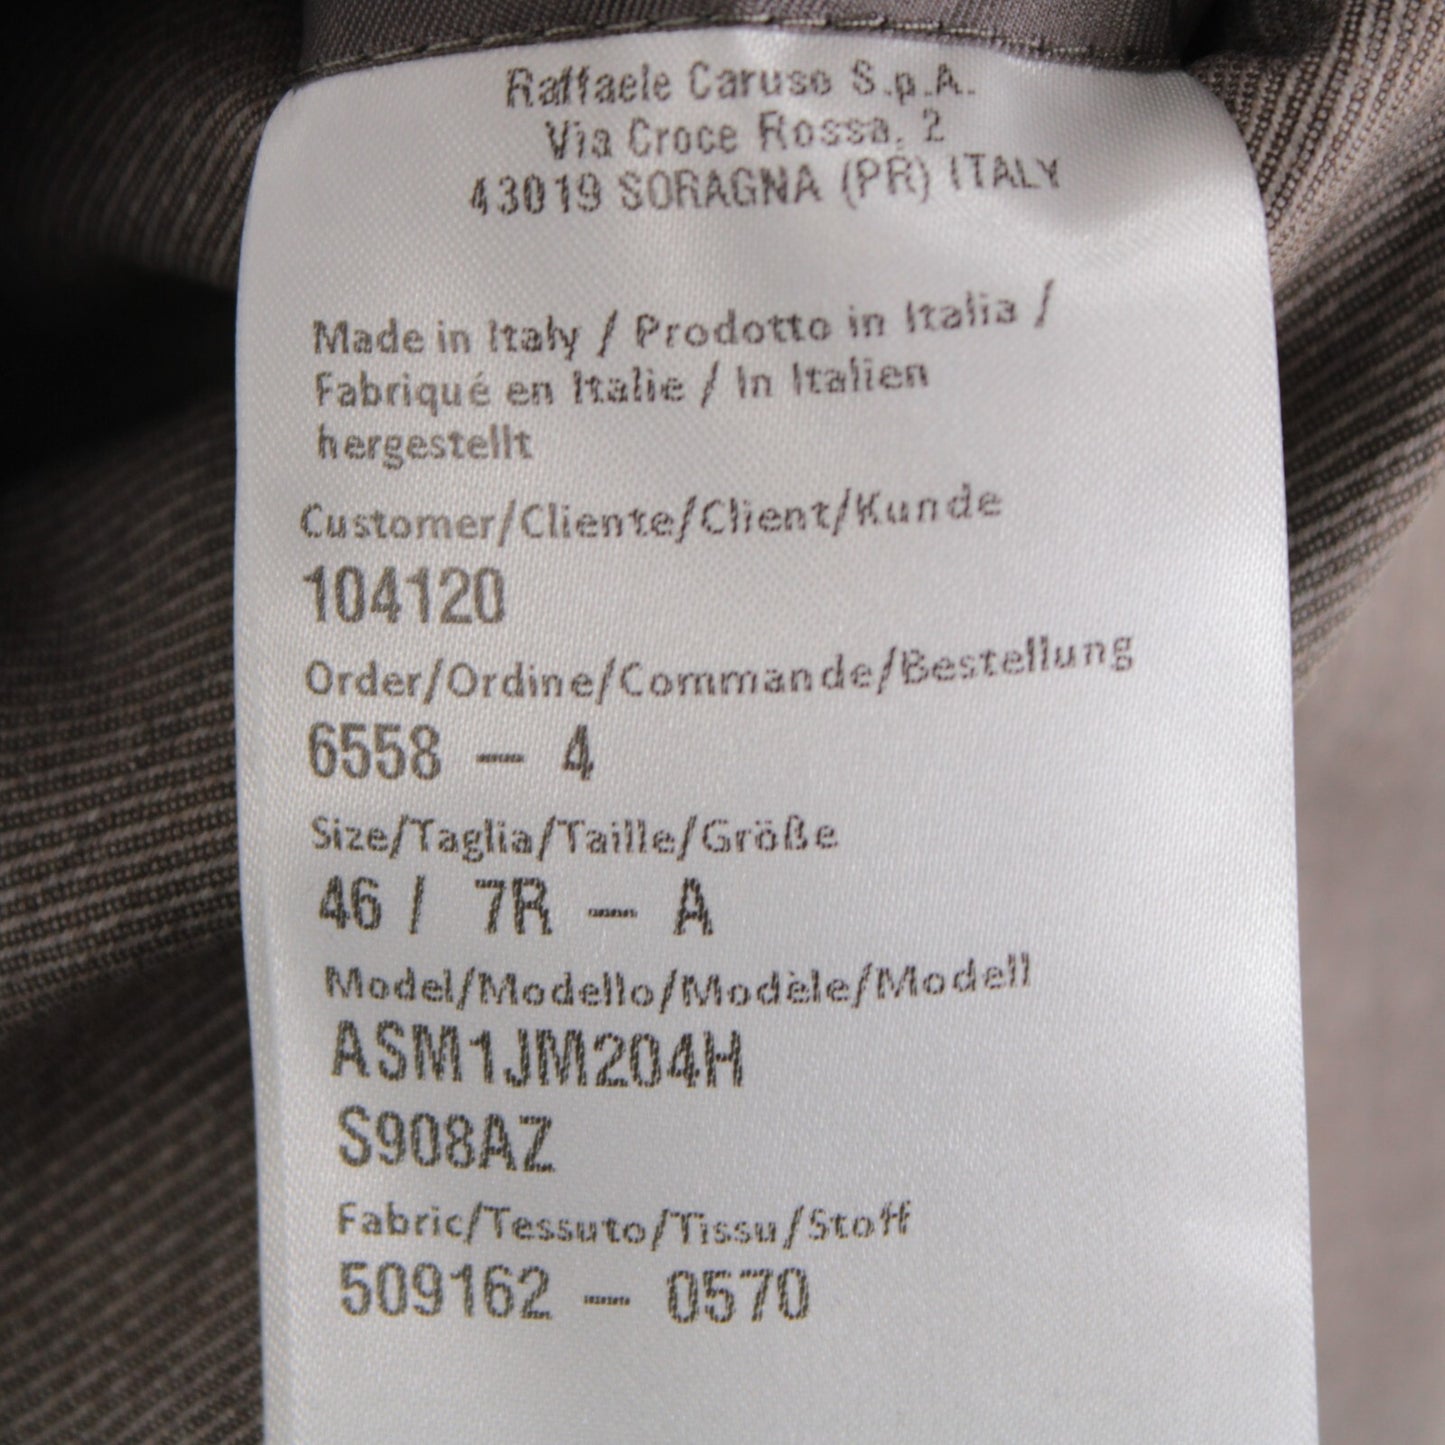 Raffaele Caruso S.p.A.
Via Croce Rossa, 2
43019 SORAGNA (PR) ITALY
Made in Italy / Prodotto in Italia /
Fabriqué en Italie / In Italien
hergestellt
Customer/Cliente/Client/Kunde
104120
Order/Ordine/Commande/Bestellung
6558 — 4
Size/Taglia/Taille/Größe
46 / 7R — A
Model/Modello/Modèle/Modell
ASM1JM204H
S908AZ
Fabric/Tessuto/Tissu/Stoff
509162 — 0570